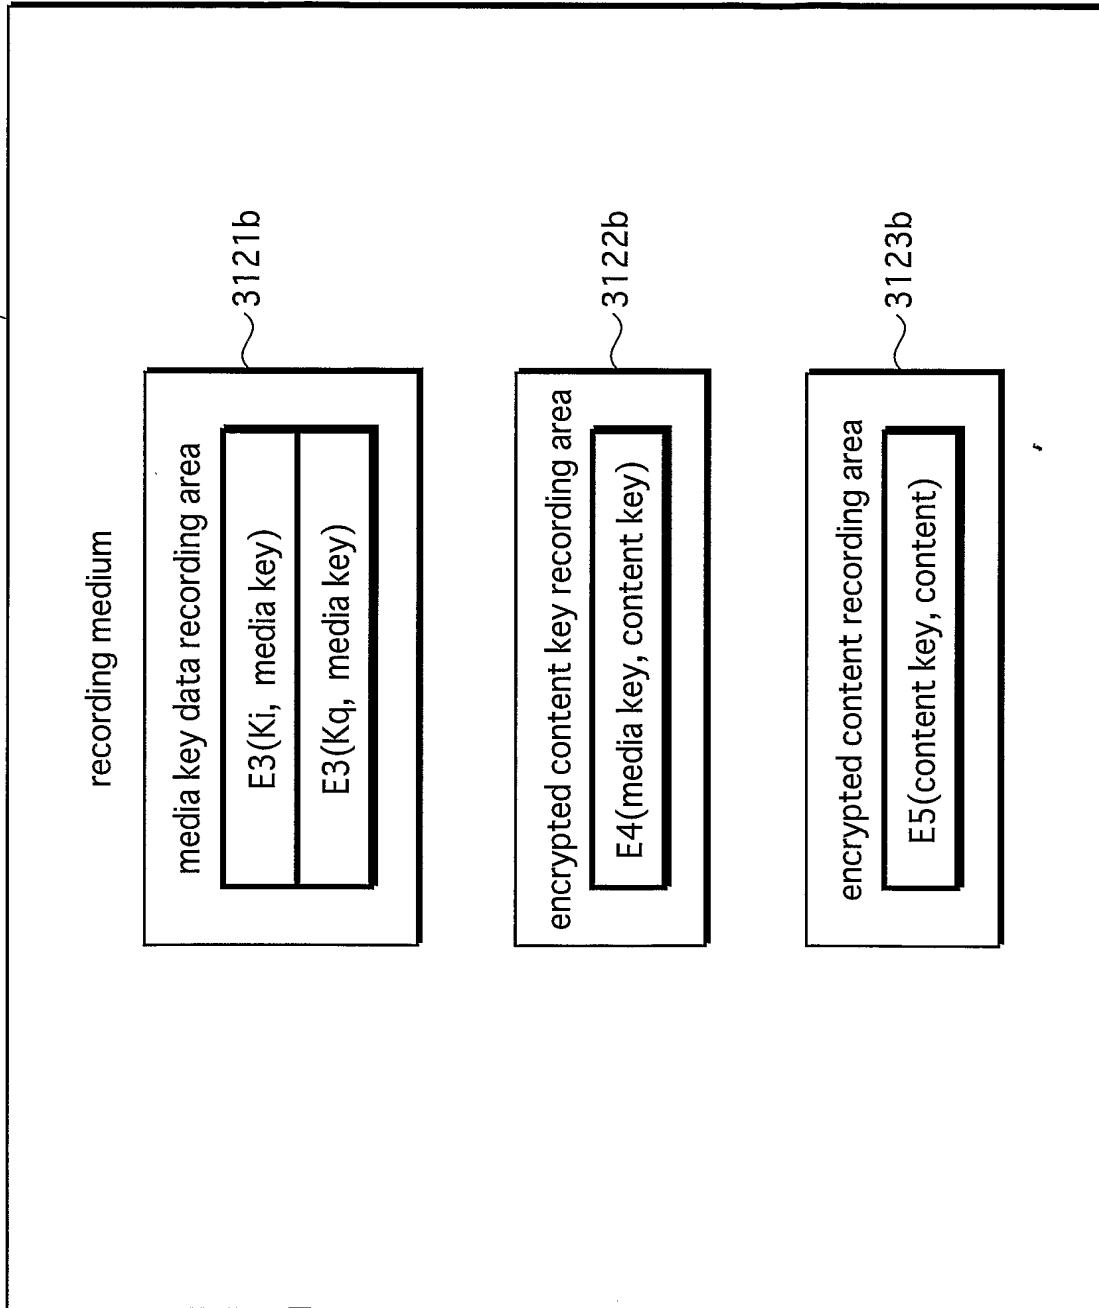 recording medium
media key data recording area
E3(Ki, media key)
E3(Kq, media key)
3121b
encrypted content key recording area
E4(media key, content key)
3122b
encrypted content recording area
E5(content key, content)
3123b